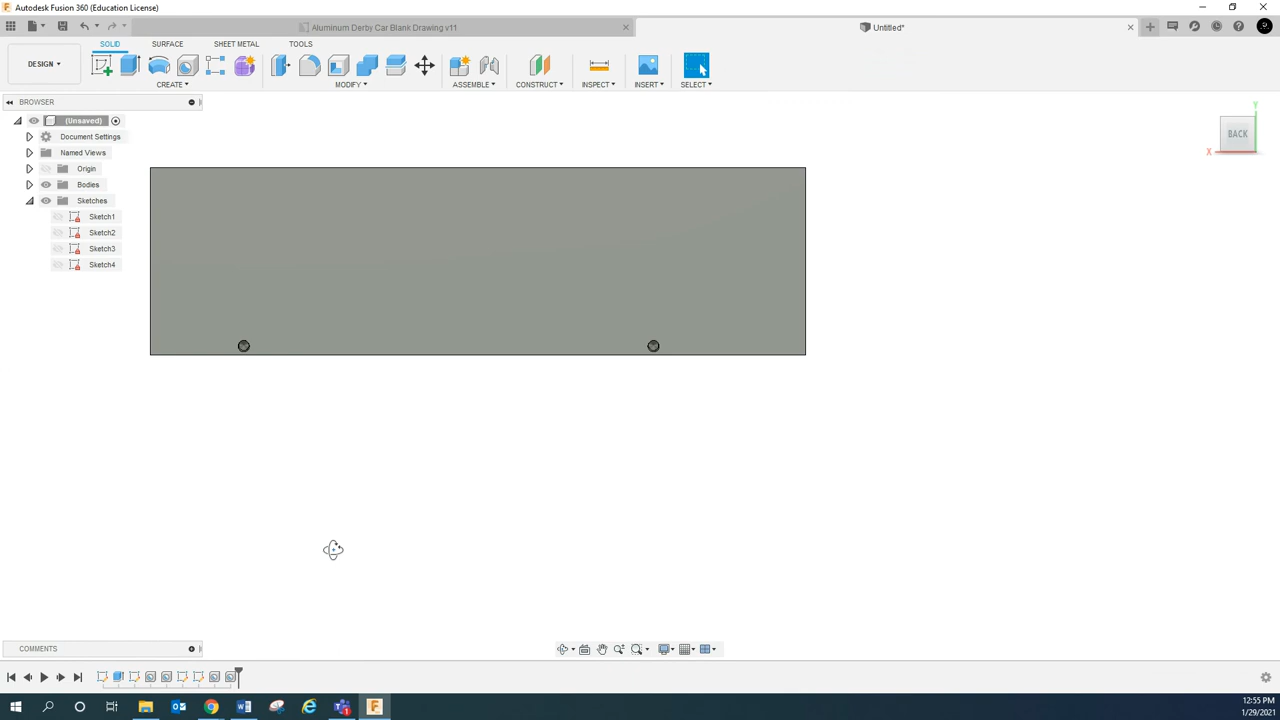 Autodesk Fusion 360 (Education License)
Aluminum Derby Car Blank Drawing v11
Untitled*
SOLID SURFACE SHEET METAL TOOLS
DESIGN
CREATE MODIFY ASSEMBLE CONSTRUCT INSPECT INSERT SELECT
BROWSER
(Unsaved)
Document Settings
Named Views
Origin
Bodies
Sketches
Sketch1
Sketch2
Sketch3
Sketch4
Y
BACK
X
COMMENTS
12:55 PM
1/29/2021